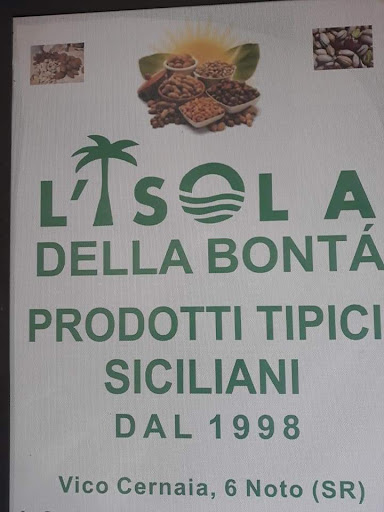 L'ISOLA
DELLA BONTÁ
PRODOTTI TIPICI
SICILIANI
DAL 1998
Vico Cernaia, 6 Noto (SR)